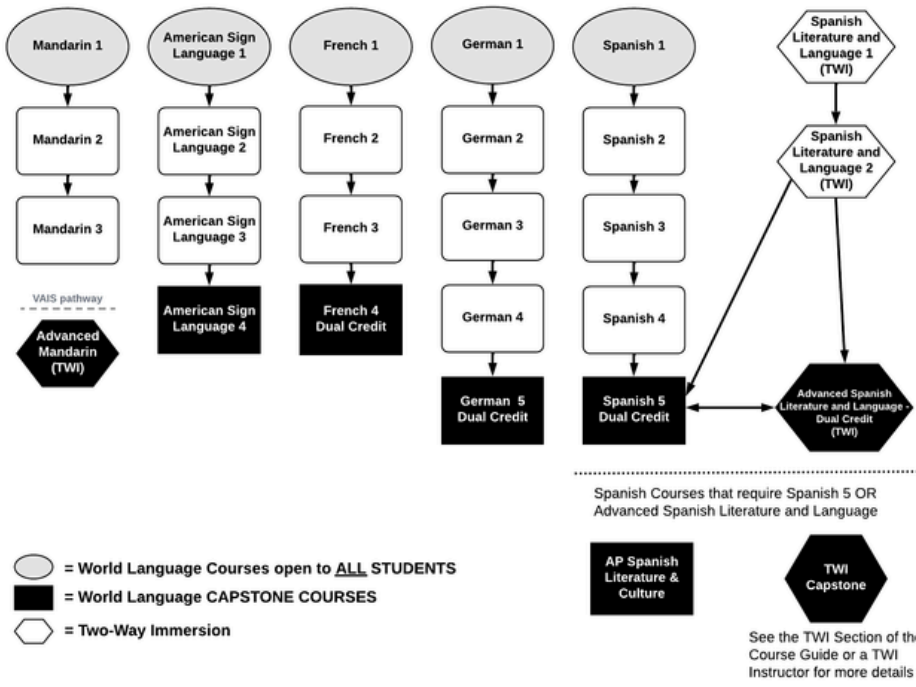 Mandarin 1
American Sign
Language 1
French 1
German 1
Spanish 1
Spanish
Literature and
Language 1
(TWI)
Mandarin 2
American Sign
Language 2
French 2
German 2
Spanish 2
Spanish
Literature and
Language 2
(TWI)
Mandarin 3
American Sign
Language 3
French 3
German 3
Spanish 3
VAIS pathway
Advanced
Mandarin
(TWI)
American Sign
Language 4
French 4
Dual Credit
German 4
Spanish 4
German 5
Dual Credit
Spanish 5
Dual Credit
Advanced Spanish
Literature and Language -
Dual Credit
(TWI)
Spanish Courses that require Spanish 5 OR
Advanced Spanish Literature and Language
AP Spanish
Literature &
Culture
TWI
Capstone
See the TWI Section of the
Course Guide or a TWI
Instructor for more details
= World Language Courses open to ALL STUDENTS
= World Language CAPSTONE COURSES
= Two-Way Immersion